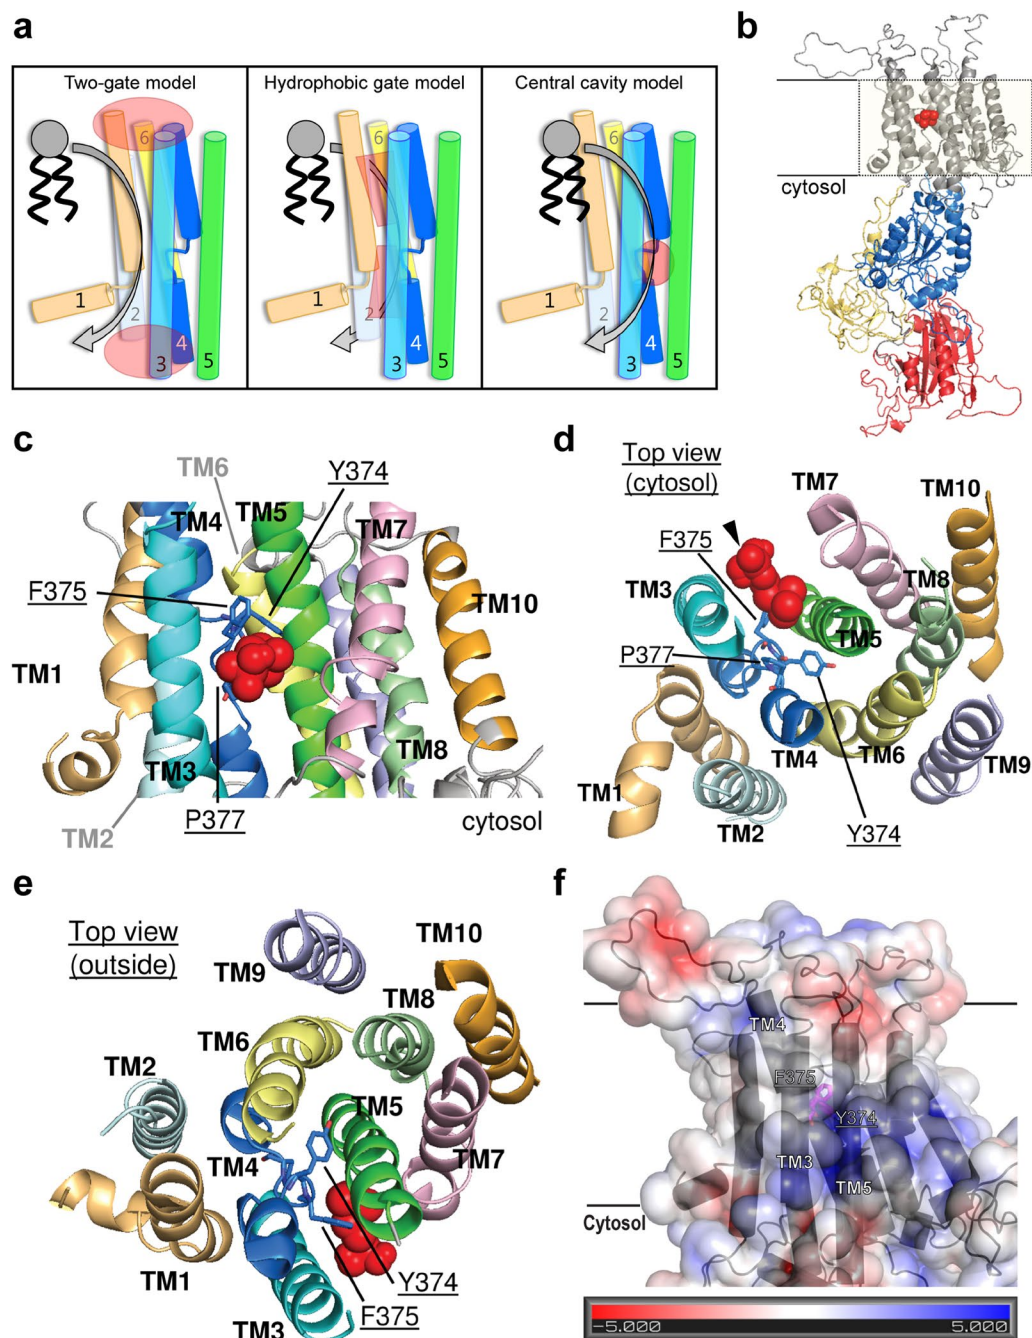 a
Two-gate model
Hydrophobic gate model
Central cavity model
6
1
2
3
4
5
6
1
2
3
4
5
6
1
2
3
4
5
b
cytosol
c
TM6
Y374
TM4
TM5
TM7
F375
TM10
TM1
TM3
TM8
TM2
P377
cytosol
d
Top view
(cytosol)
TM7
TM10
F375
TM3
TM8
TM5
P377
TM4
TM6
TM9
TM1
TM2
Y374
e
Top view
(outside)
TM9
TM10
TM8
TM6
TM2
TM5
TM4
TM7
TM1
Y374
F375
TM3
f
TM4
F375
Y374
TM3
TM5
Cytosol
-5.000
5.000